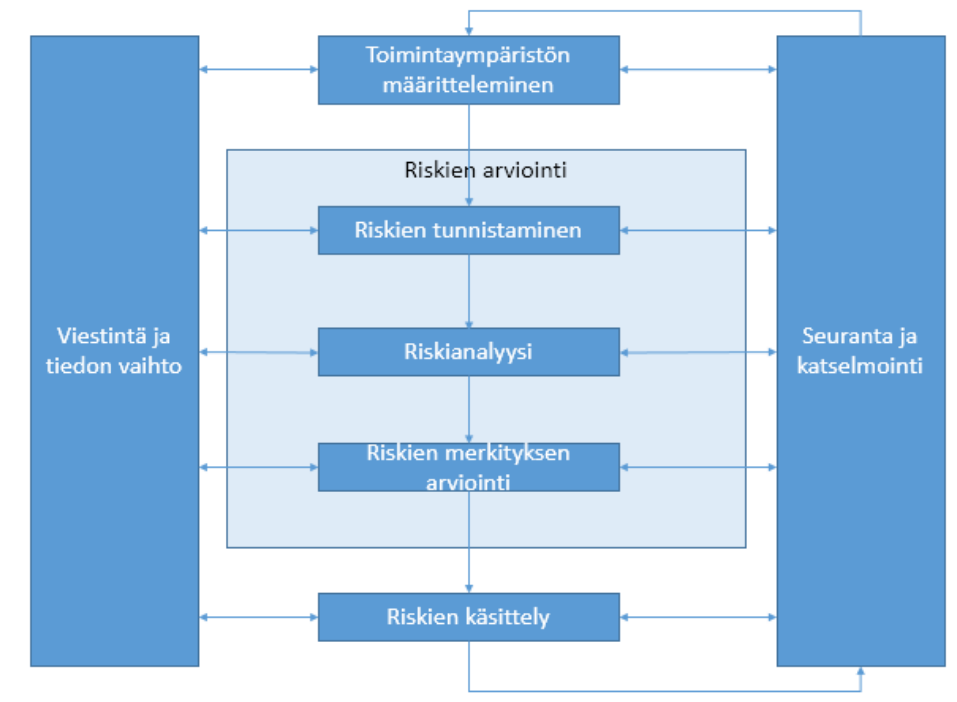 Toimintaympäristön
määritteleminen
Riskien arviointi
Riskien tunnistaminen
Viestintä ja
tiedon vaihto
Riskianalyysi
Seuranta ja
katselmointi
Riskien merkityksen
arviointi
Riskien käsittely